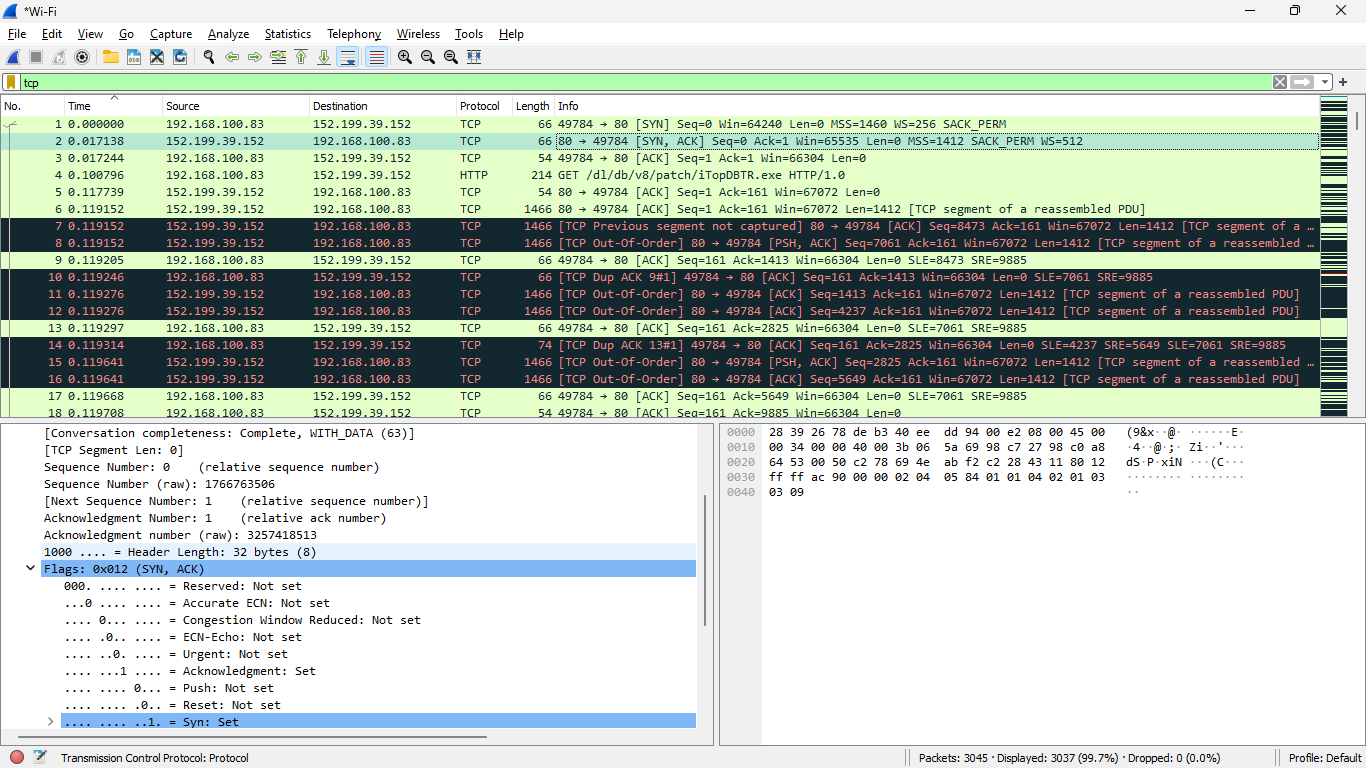 *Wi-Fi
File Edit View Go Capture Analyze Statistics Telephony Wireless Tools Help
tcp
No. Time Source Destination Protocol Length Info
1 0.000000 192.168.100.83 152.199.39.152 TCP 66 49784 → 80 [SYN] Seq=0 Win=64240 Len=0 MSS=1460 WS=256 SACK_PERM
2 0.017138 152.199.39.152 192.168.100.83 TCP 66 80 → 49784 [SYN, ACK] Seq=0 Ack=1 Win=65535 Len=0 MSS=1412 SACK_PERM WS=512
3 0.017244 192.168.100.83 152.199.39.152 TCP 54 49784 → 80 [ACK] Seq=1 Ack=1 Win=66304 Len=0
4 0.100796 192.168.100.83 152.199.39.152 HTTP 214 GET /dl/db/v8/patch/iTopDBTR.exe HTTP/1.0
5 0.117739 152.199.39.152 192.168.100.83 TCP 54 80 → 49784 [ACK] Seq=1 Ack=161 Win=67072 Len=0
6 0.119152 152.199.39.152 192.168.100.83 TCP 1466 80 → 49784 [ACK] Seq=1 Ack=161 Win=67072 Len=1412 [TCP segment of a reassembled PDU]
7 0.119152 152.199.39.152 192.168.100.83 TCP 1466 [TCP Previous segment not captured] 80 → 49784 [ACK] Seq=8473 Ack=161 Win=67072 Len=1412 [TCP segment of a …
8 0.119152 152.199.39.152 192.168.100.83 TCP 1466 [TCP Out-Of-Order] 80 → 49784 [PSH, ACK] Seq=7061 Ack=161 Win=67072 Len=1412 [TCP segment of a reassembled …
9 0.119205 192.168.100.83 152.199.39.152 TCP 66 49784 → 80 [ACK] Seq=161 Ack=1413 Win=66304 Len=0 SLE=8473 SRE=9885
10 0.119246 192.168.100.83 152.199.39.152 TCP 66 [TCP Dup ACK 9#1] 49784 → 80 [ACK] Seq=161 Ack=1413 Win=66304 Len=0 SLE=7061 SRE=9885
11 0.119276 152.199.39.152 192.168.100.83 TCP 1466 [TCP Out-Of-Order] 80 → 49784 [ACK] Seq=1413 Ack=161 Win=67072 Len=1412 [TCP segment of a reassembled PDU]
12 0.119276 152.199.39.152 192.168.100.83 TCP 1466 [TCP Out-Of-Order] 80 → 49784 [ACK] Seq=4237 Ack=161 Win=67072 Len=1412 [TCP segment of a reassembled PDU]
13 0.119297 192.168.100.83 152.199.39.152 TCP 66 49784 → 80 [ACK] Seq=161 Ack=2825 Win=66304 Len=0 SLE=7061 SRE=9885
14 0.119314 192.168.100.83 152.199.39.152 TCP 74 [TCP Dup ACK 13#1] 49784 → 80 [ACK] Seq=161 Ack=2825 Win=66304 Len=0 SLE=4237 SRE=5649 SLE=7061 SRE=9885
15 0.119641 152.199.39.152 192.168.100.83 TCP 1466 [TCP Out-Of-Order] 80 → 49784 [PSH, ACK] Seq=2825 Ack=161 Win=67072 Len=1412 [TCP segment of a reassembled …
16 0.119641 152.199.39.152 192.168.100.83 TCP 1466 [TCP Out-Of-Order] 80 → 49784 [ACK] Seq=5649 Ack=161 Win=67072 Len=1412 [TCP segment of a reassembled PDU]
17 0.119668 192.168.100.83 152.199.39.152 TCP 66 49784 → 80 [ACK] Seq=161 Ack=5649 Win=66304 Len=0 SLE=7061 SRE=9885
18 0.119708 192.168.100.83 152.199.39.152 TCP 54 49784 → 80 [ACK] Seq=161 Ack=9885 Win=66304 Len=0
[Conversation completeness: Complete, WITH_DATA (63)]
[TCP Segment Len: 0]
Sequence Number: 0 (relative sequence number)
Sequence Number (raw): 1766763506
[Next Sequence Number: 1 (relative sequence number)]
Acknowledgment Number: 1 (relative ack number)
Acknowledgment number (raw): 3257418513
1000 .... = Header Length: 32 bytes (8)
Flags: 0x012 (SYN, ACK)
000. .... .... = Reserved: Not set
...0 .... .... = Accurate ECN: Not set
.... 0... .... = Congestion Window Reduced: Not set
.... .0.. .... = ECN-Echo: Not set
.... ..0. .... = Urgent: Not set
.... ...1 .... = Acknowledgment: Set
.... .... 0... = Push: Not set
.... .... .0.. = Reset: Not set
.... .... ..1. = Syn: Set
0000 28 39 26 78 de b3 40 ee dd 94 00 e2 08 00 45 00 (9&x··@· ······E·
0010 00 34 00 00 40 00 3b 06 5a 69 98 c7 27 98 c0 a8 ·4··@·;· Zi··'···
0020 64 53 00 50 c2 78 69 4e ab f2 c2 28 43 11 80 12 dS·P·xiN ···(C···
0030 ff ff ac 90 00 00 02 04 05 84 01 01 04 02 01 03 ········ ········
0040 03 09 ··
Transmission Control Protocol: Protocol
Packets: 3045 · Displayed: 3037 (99.7%) · Dropped: 0 (0.0%)
Profile: Default